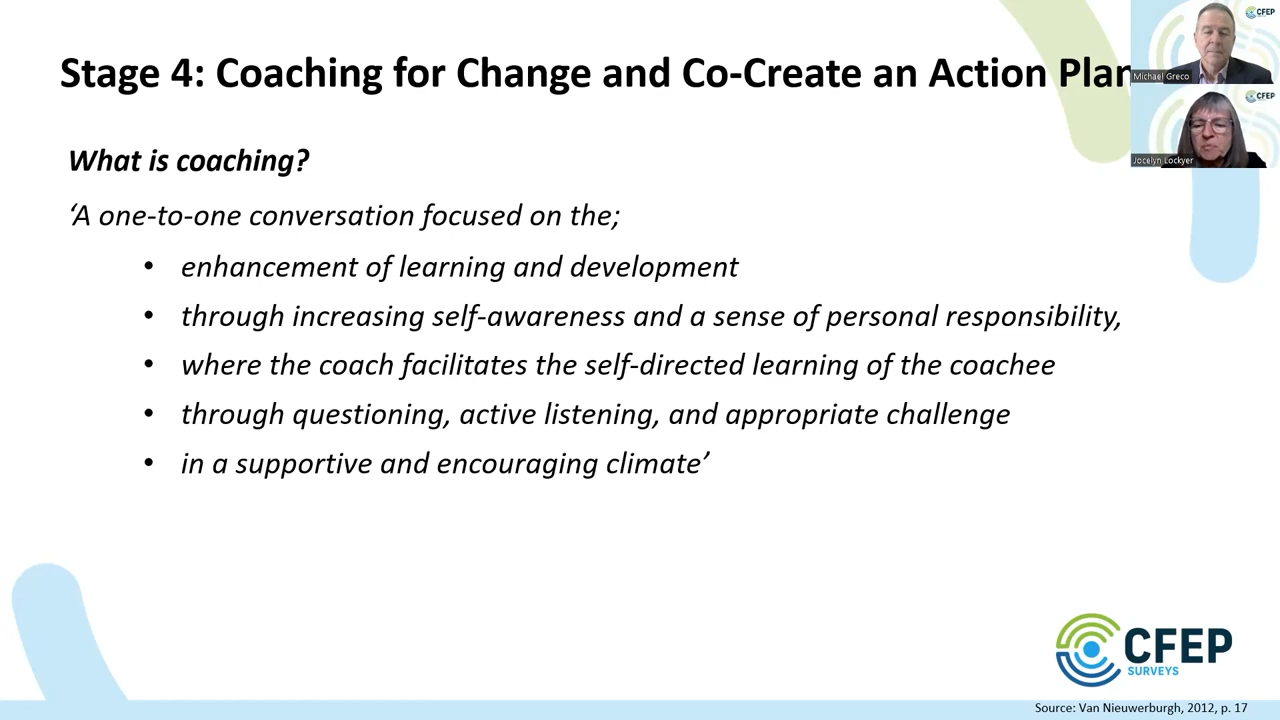 Stage 4: Coaching for Change and Co-Create an Action Plan
What is coaching?
‘A one-to-one conversation focused on the;
• enhancement of learning and development
• through increasing self-awareness and a sense of personal responsibility,
• where the coach facilitates the self-directed learning of the coachee
• through questioning, active listening, and appropriate challenge
• in a supportive and encouraging climate’
CFEP
Michael Greco
CFEP
Jocelyn Lockyer
CFEP
SURVEYS
Source: Van Nieuwerburgh, 2012, p. 17